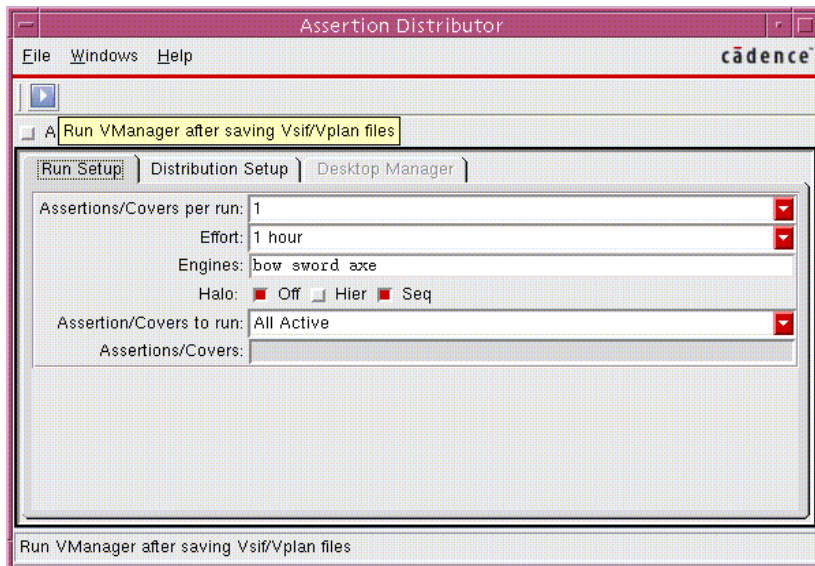 Assertion Distributor
File Windows Help
cādence™
A
Run VManager after saving Vsif/Vplan files
Run Setup Distribution Setup Desktop Manager
Assertions/Covers per run: 1
Effort: 1 hour
Engines: bow sword axe
Halo: Off Hier Seq
Assertion/Covers to run: All Active
Assertions/Covers:
Run VManager after saving Vsif/Vplan files